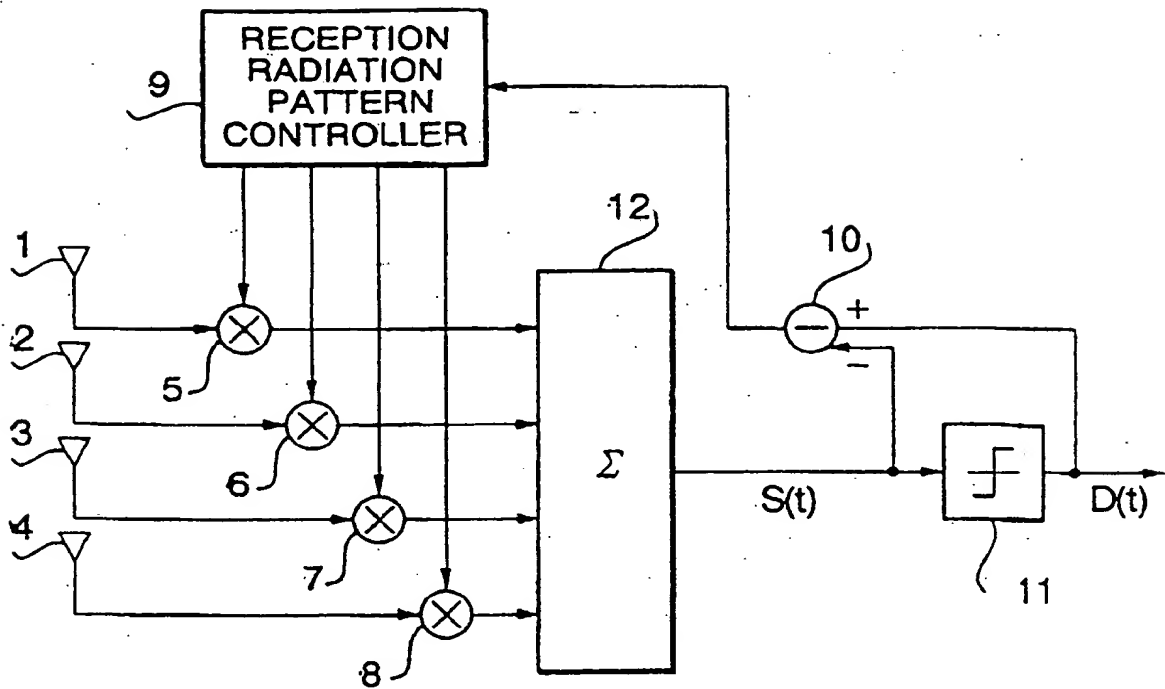 RECEPTION
RADIATION
PATTERN
CONTROLLER
9
12
10
1
+
2
5
−
3
6
Σ
S(t)
D(t)
4
7
11
8